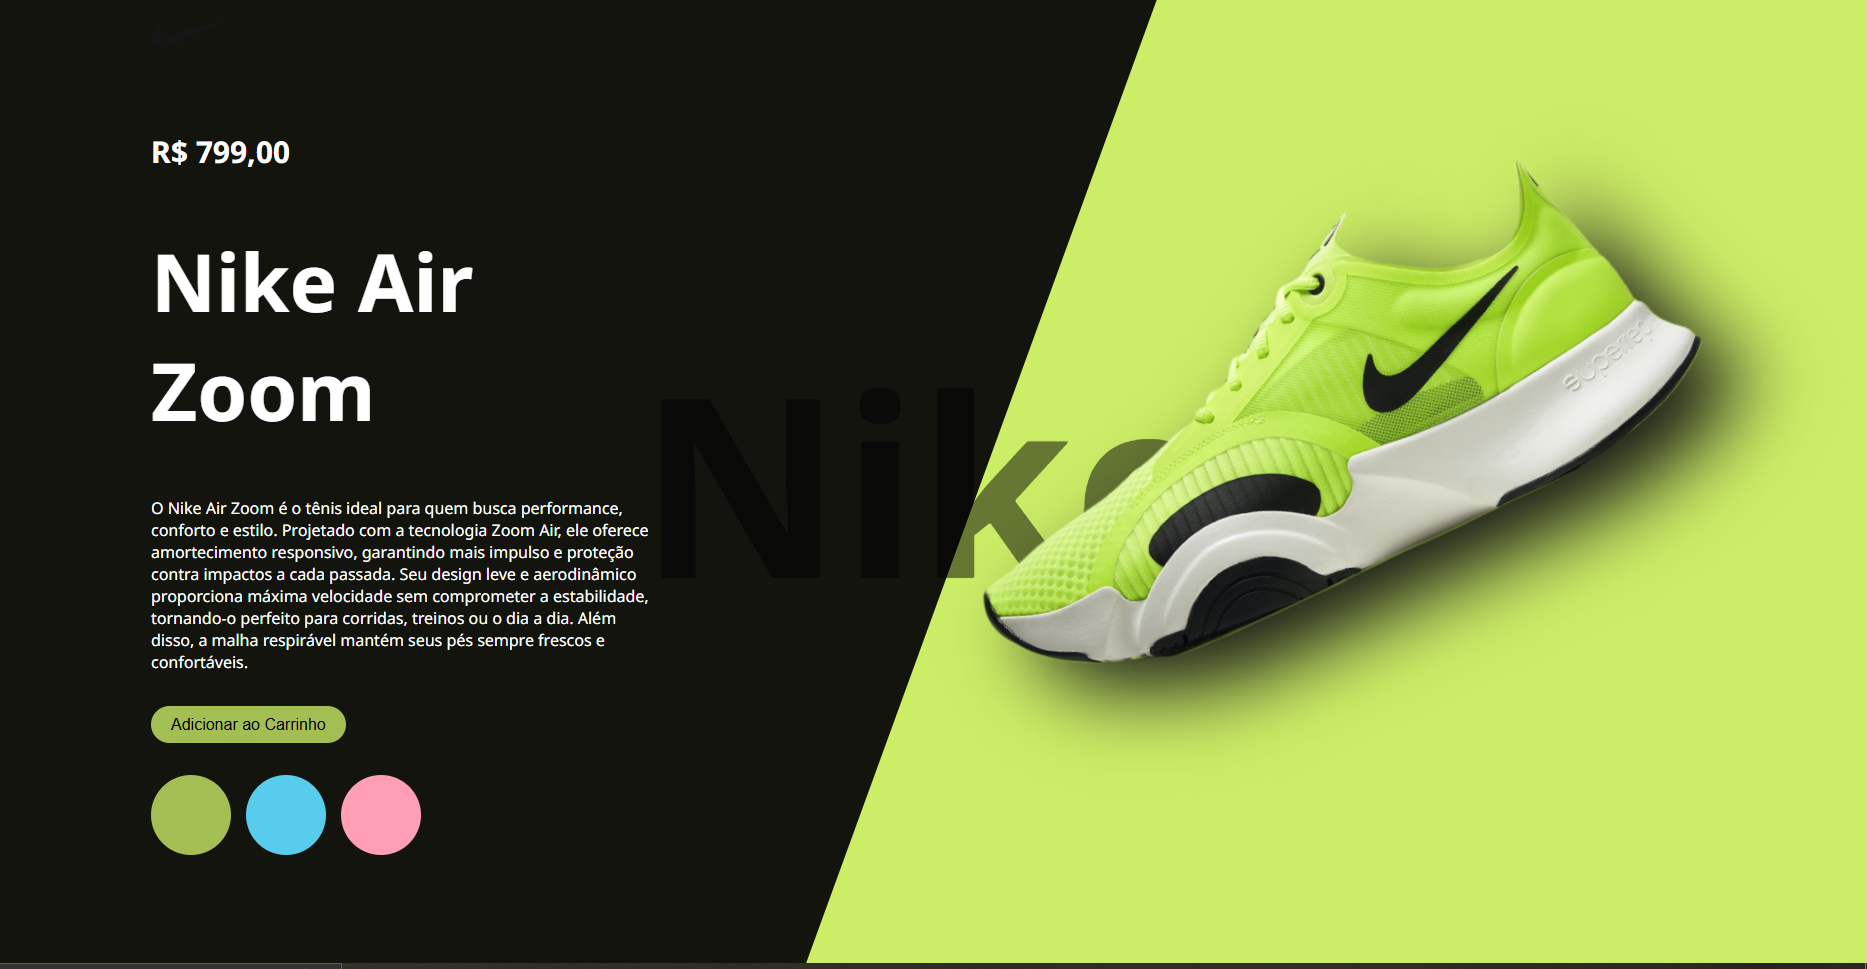 R$ 799,00
Nike Air
Zoom
Nike
O Nike Air Zoom é o tênis ideal para quem busca performance,
conforto e estilo. Projetado com a tecnologia Zoom Air, ele oferece
amortecimento responsivo, garantindo mais impulso e proteção
contra impactos a cada passada. Seu design leve e aerodinâmico
proporciona máxima velocidade sem comprometer a estabilidade,
tornando-o perfeito para corridas, treinos ou o dia a dia. Além
disso, a malha respirável mantém seus pés sempre frescos e
confortáveis.
Adicionar ao Carrinho
superrep